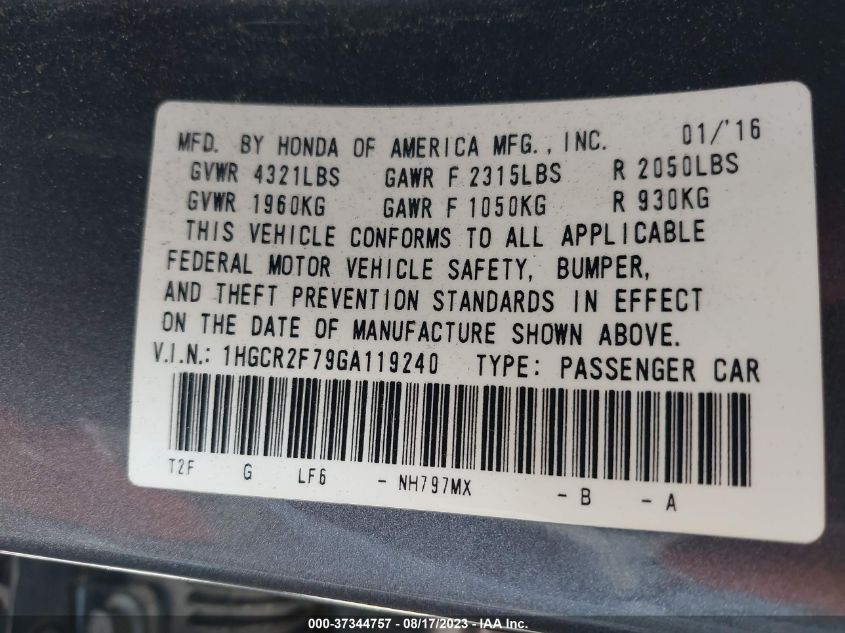 MFD. BY HONDA OF AMERICA MFG., INC. 01/'16
GVWR 4321LBS GAWR F 2315LBS R 2050LBS
GVWR 1960KG GAWR F 1050KG R 930KG
THIS VEHICLE CONFORMS TO ALL APPLICABLE
FEDERAL MOTOR VEHICLE SAFETY, BUMPER,
AND THEFT PREVENTION STANDARDS IN EFFECT
ON THE DATE OF MANUFACTURE SHOWN ABOVE.
V.I.N.: 1HGCR2F79GA119240 TYPE: PASSENGER CAR
T2F G LF6 - NH797MX - B - A
000-37344757 - 08/17/2023 - IAA Inc.